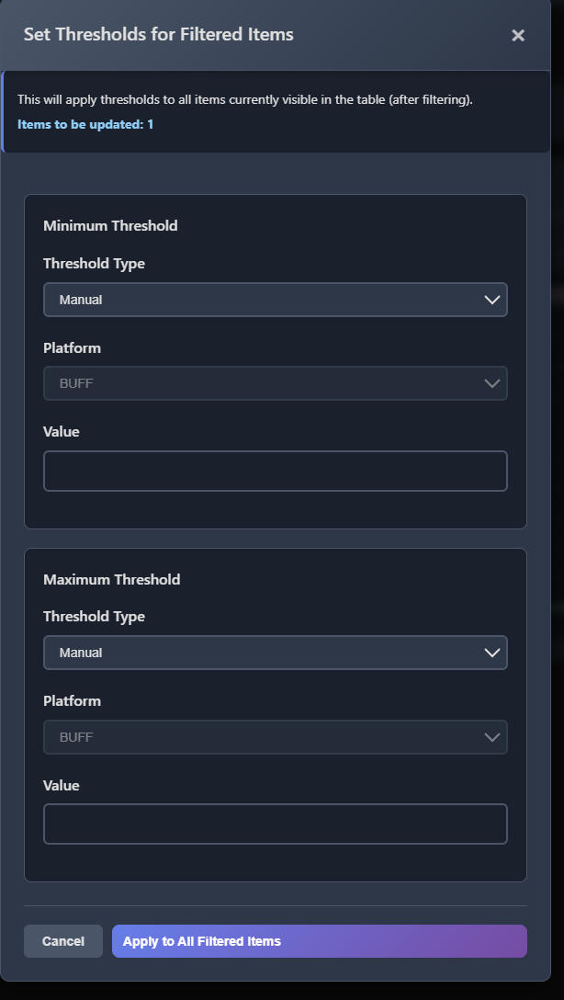 Set Thresholds for Filtered Items
This will apply thresholds to all items currently visible in the table (after filtering).
Items to be updated: 1
Minimum Threshold
Threshold Type
Manual
Platform
BUFF
Value
Maximum Threshold
Threshold Type
Manual
Platform
BUFF
Value
Cancel
Apply to All Filtered Items